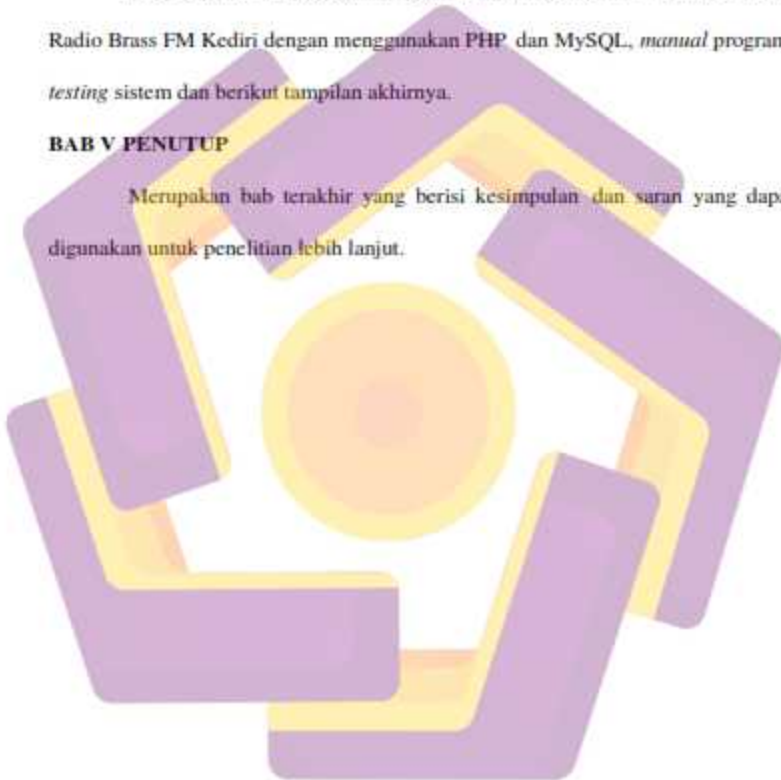 Radio Brass FM Kediri dengan menggunakan PHP dan MySQL, manual program
testing sistem dan berikut tampilan akhirnya.
BAB V PENUTUP
Merupakan bab terakhir yang berisi kesimpulan dan saran yang
digunakan untuk penelitian lebih lanjut.